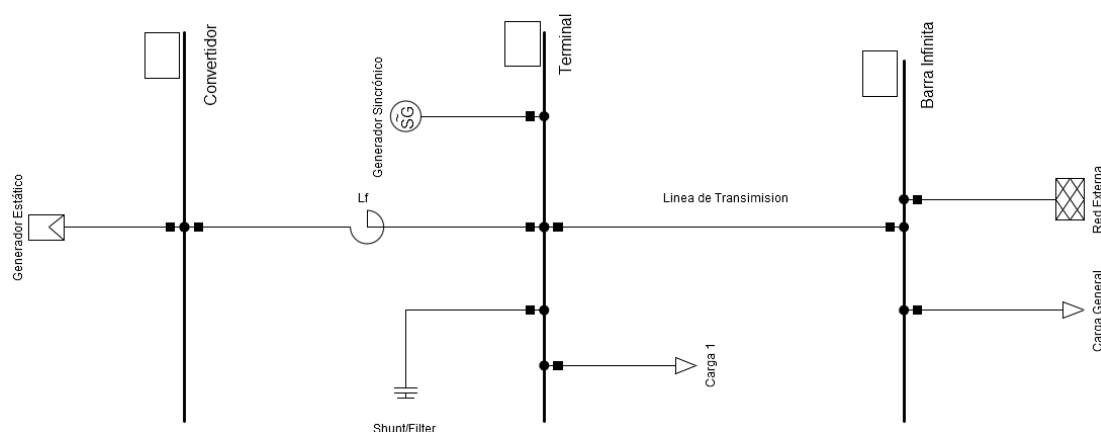 Convertidor
Terminal
Barra Infinita
Generador Sincrónico
SG
~
Generador Estático
Lf
Linea de Transimision
Red Externa
Carga General
Carga 1
Shunt/Filter